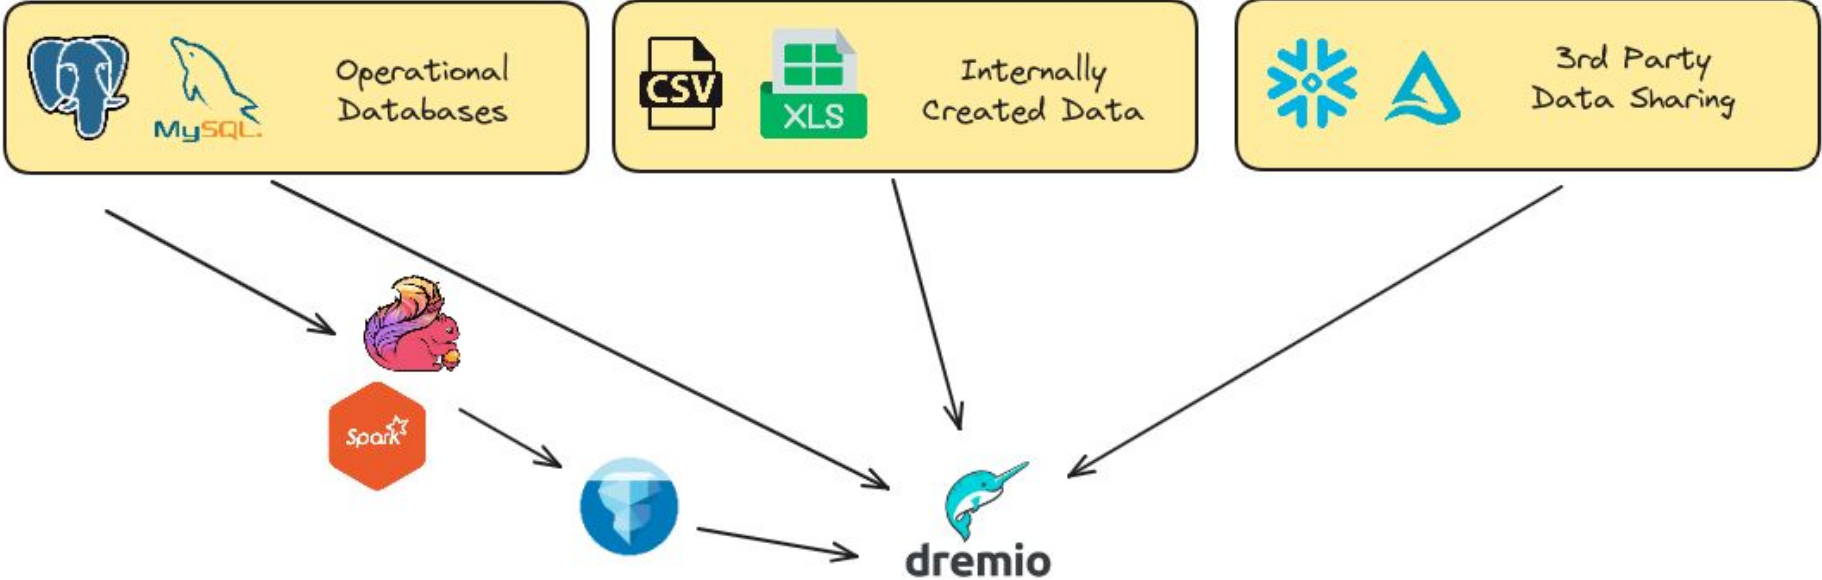 MySQL.
Operational
Databases
CSV
XLS
Internally
Created Data
3rd Party
Data Sharing
Spark
dremio